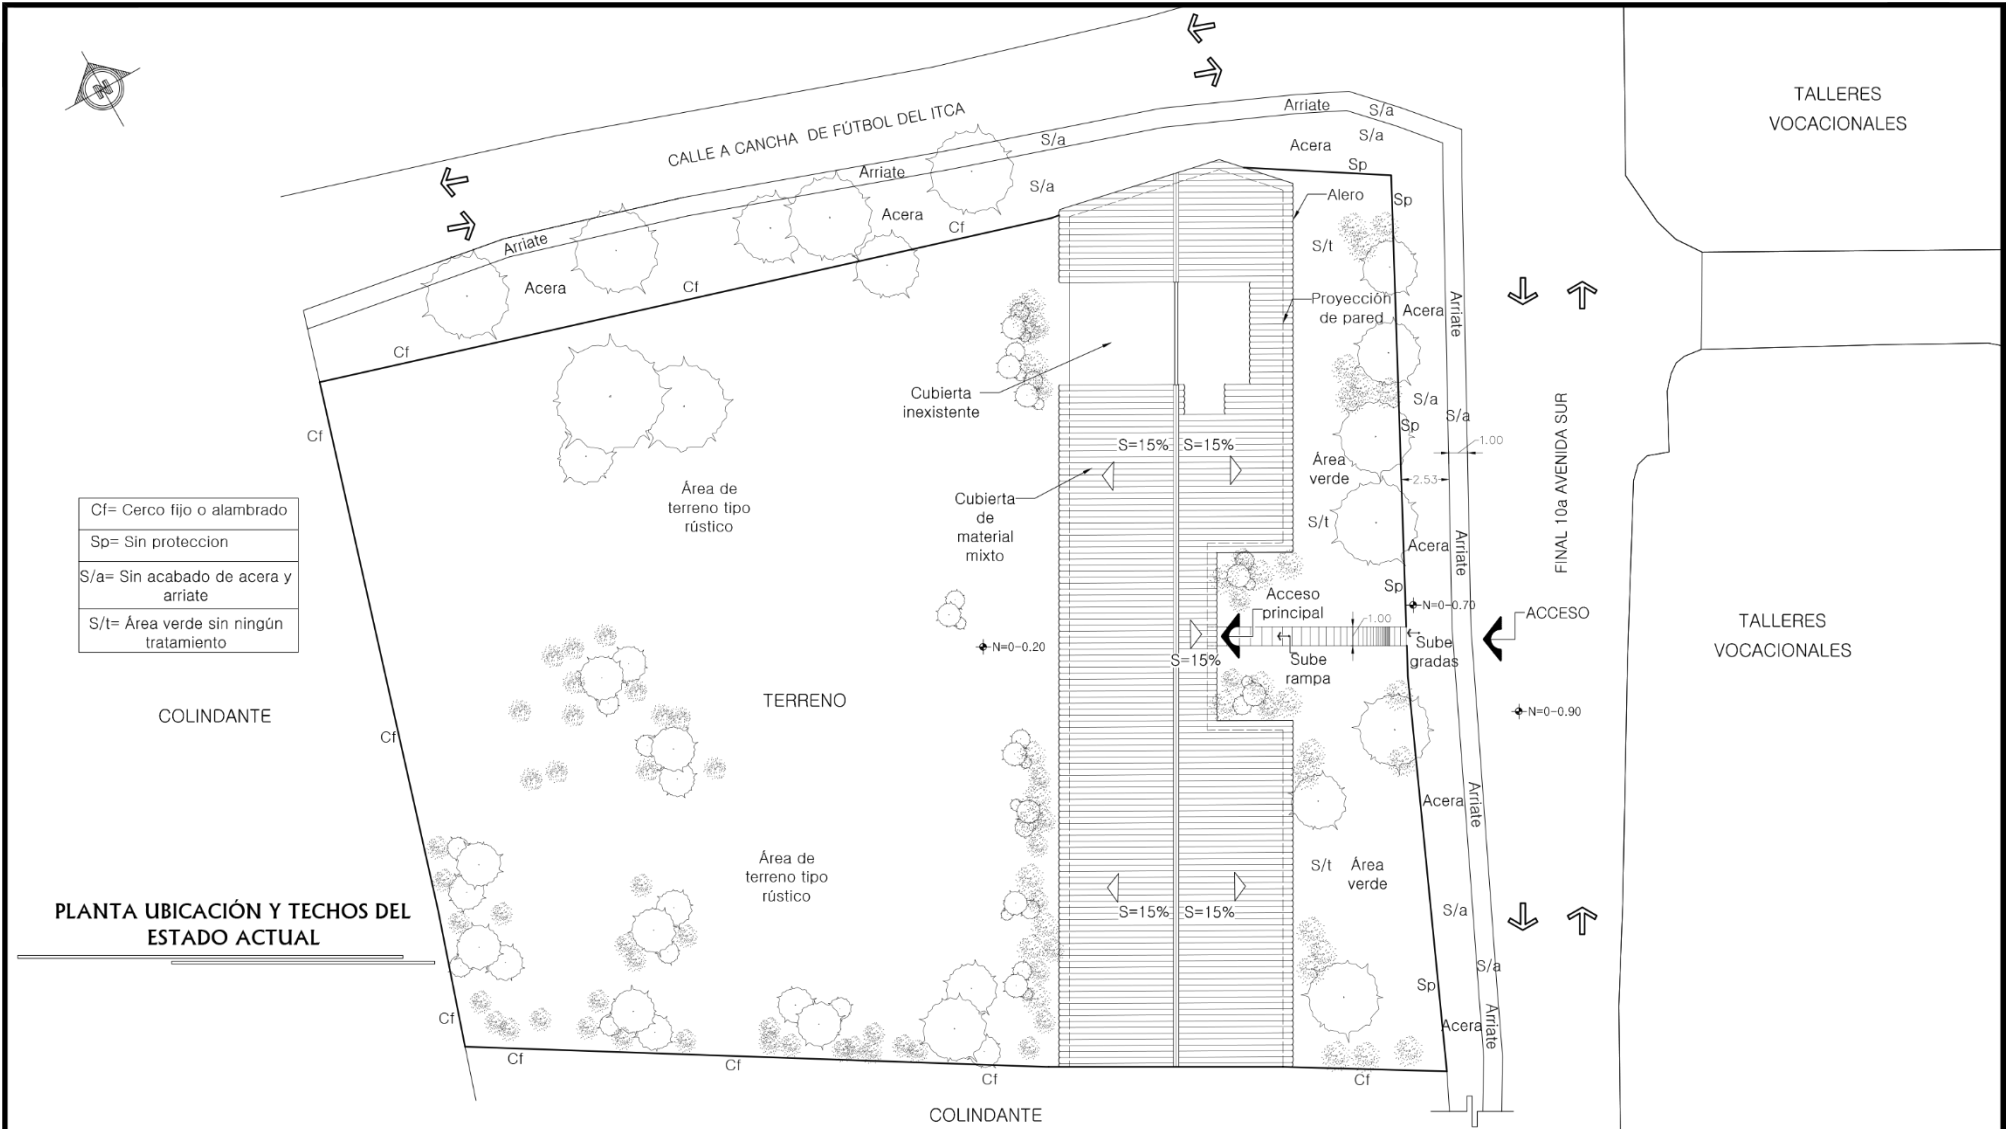 N
CALLE A CANCHA DE FÚTBOL DEL ITCA
Arriate
S/a
S/a
Acera
S/a
Arriate
S/a
Sp
TALLERES
VOCACIONALES
Alero
Sp
Acera
Cf
Arriate
S/t
Acera
Cf
Cf
Proyección
de pared
Acera
Arriate
Cubierta
inexistente
S/a
S/a
Sp
FINAL 10a AVENIDA SUR
Cf
S=15%
S=15%
1.00
Área
verde
2.53
Área de
terreno tipo
rústico
Cubierta
de
material
mixto
S/t
Cf= Cerco fijo o alambrado
Sp= Sin proteccion
S/a= Sin acabado de acera y
arriate
S/t= Área verde sin ningún
tratamiento
Acera
Arriate
Sp
Acceso
principal
N=0-0.70
ACCESO
1.00
Sube
gradas
Sube
rampa
S=15%
N=0-0.20
TALLERES
VOCACIONALES
TERRENO
N=0-0.90
COLINDANTE
Cf
Acera
Arriate
Área de
terreno tipo
rústico
S/t
Área
verde
S=15%
S=15%
S/a
PLANTA UBICACIÓN Y TECHOS DEL
ESTADO ACTUAL
S/a
Sp
Cf
Acera
Arriate
Cf
Cf
Cf
Cf
COLINDANTE